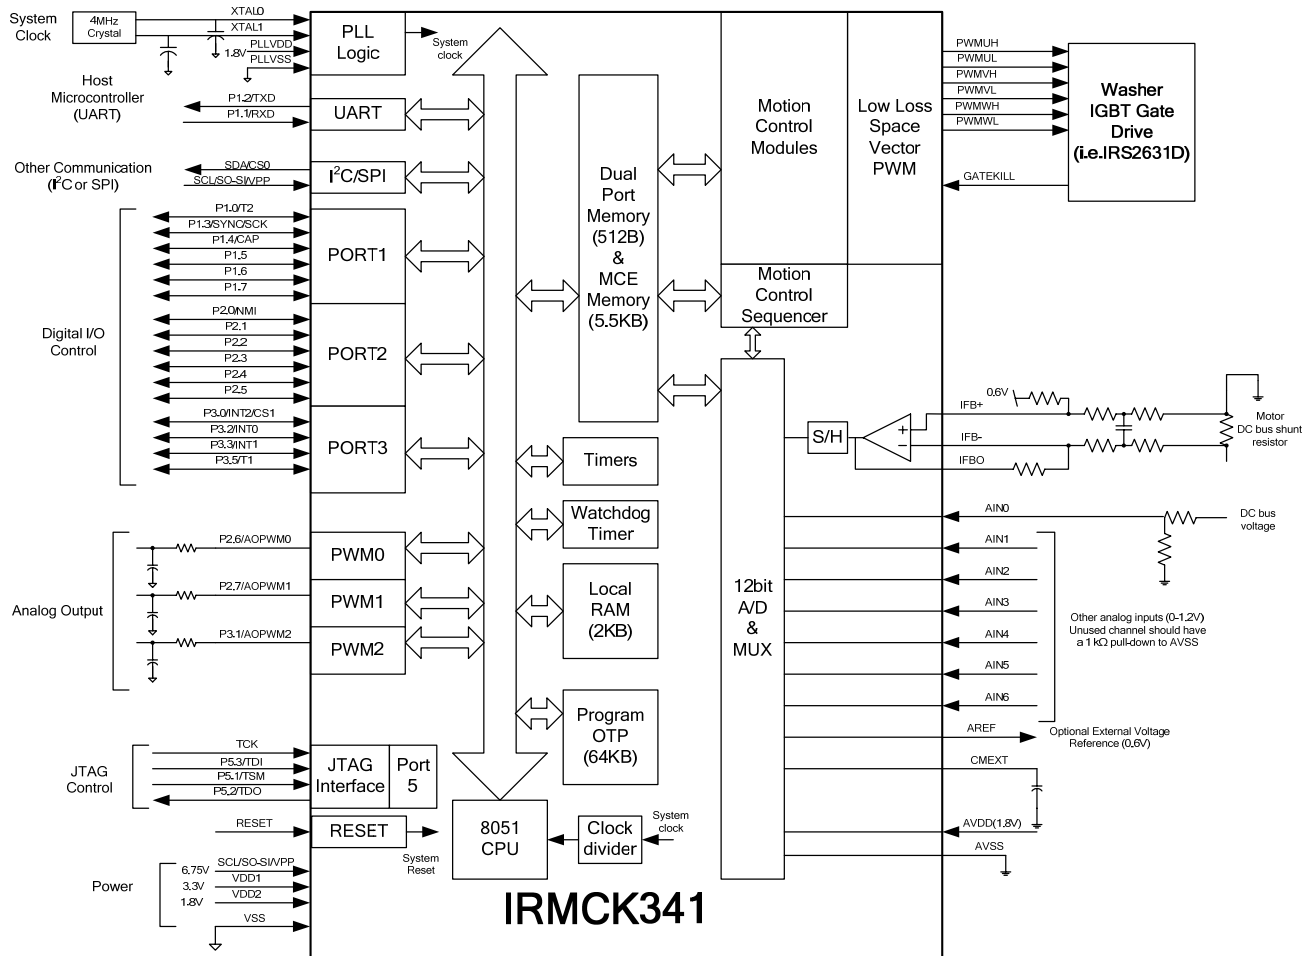 System
Clock
4MHz
Crystal
XTAL0
XTAL1
1.8V
PLLVDD
PLLVSS
PLL
Logic
System
clock
Host
Microcontroller
(UART)
P1.2/TXD
P1.1/RXD
UART
Other Communication
(I²C or SPI)
SDA/CS0
SCL/SO-SI/VPP
I²C/SPI
Digital I/O
Control
P1.0/T2
P1.3/SYNC/SCK
P1.4/CAP
P1.5
P1.6
P1.7
PORT1
P2.0/NMI
P2.1
P2.2
P2.3
P2.4
P2.5
PORT2
P3.0/INT2/CS1
P3.2/INT0
P3.3/INT1
P3.5/T1
PORT3
Analog Output
P2.6/AOPWM0
P2.7/AOPWM1
P3.1/AOPWM2
PWM0
PWM1
PWM2
JTAG
Control
TCK
P5.3/TDI
P5.1/TSM
P5.2/TDO
JTAG
Interface
Port
5
RESET
RESET
System
Reset
Power
6.75V
SCL/SO-SI/VPP
3.3V
VDD1
1.8V
VDD2
VSS
8051
CPU
Clock
divider
System
clock
Dual
Port
Memory
(512B)
&
MCE
Memory
(5.5KB)
Timers
Watchdog
Timer
Local
RAM
(2KB)
Program
OTP
(64KB)
Motion
Control
Modules
Low Loss
Space
Vector
PWM
Motion
Control
Sequencer
12bit
A/D
&
MUX
S/H
+
−
PWMUH
PWMUL
PWMVH
PWMVL
PWMWH
PWMWL
GATEKILL
Washer
IGBT Gate
Drive
(i.e.IRS2631D)
0.6V
IFB+
IFB-
IFBO
Motor
DC bus shunt
resistor
AIN0
DC bus
voltage
AIN1
AIN2
AIN3
AIN4
AIN5
AIN6
Other analog inputs (0-1.2V)
Unused channel should have
a 1 kΩ pull-down to AVSS
AREF
Optional External Voltage
Reference (0.6V)
CMEXT
AVDD(1.8V)
AVSS
IRMCK341